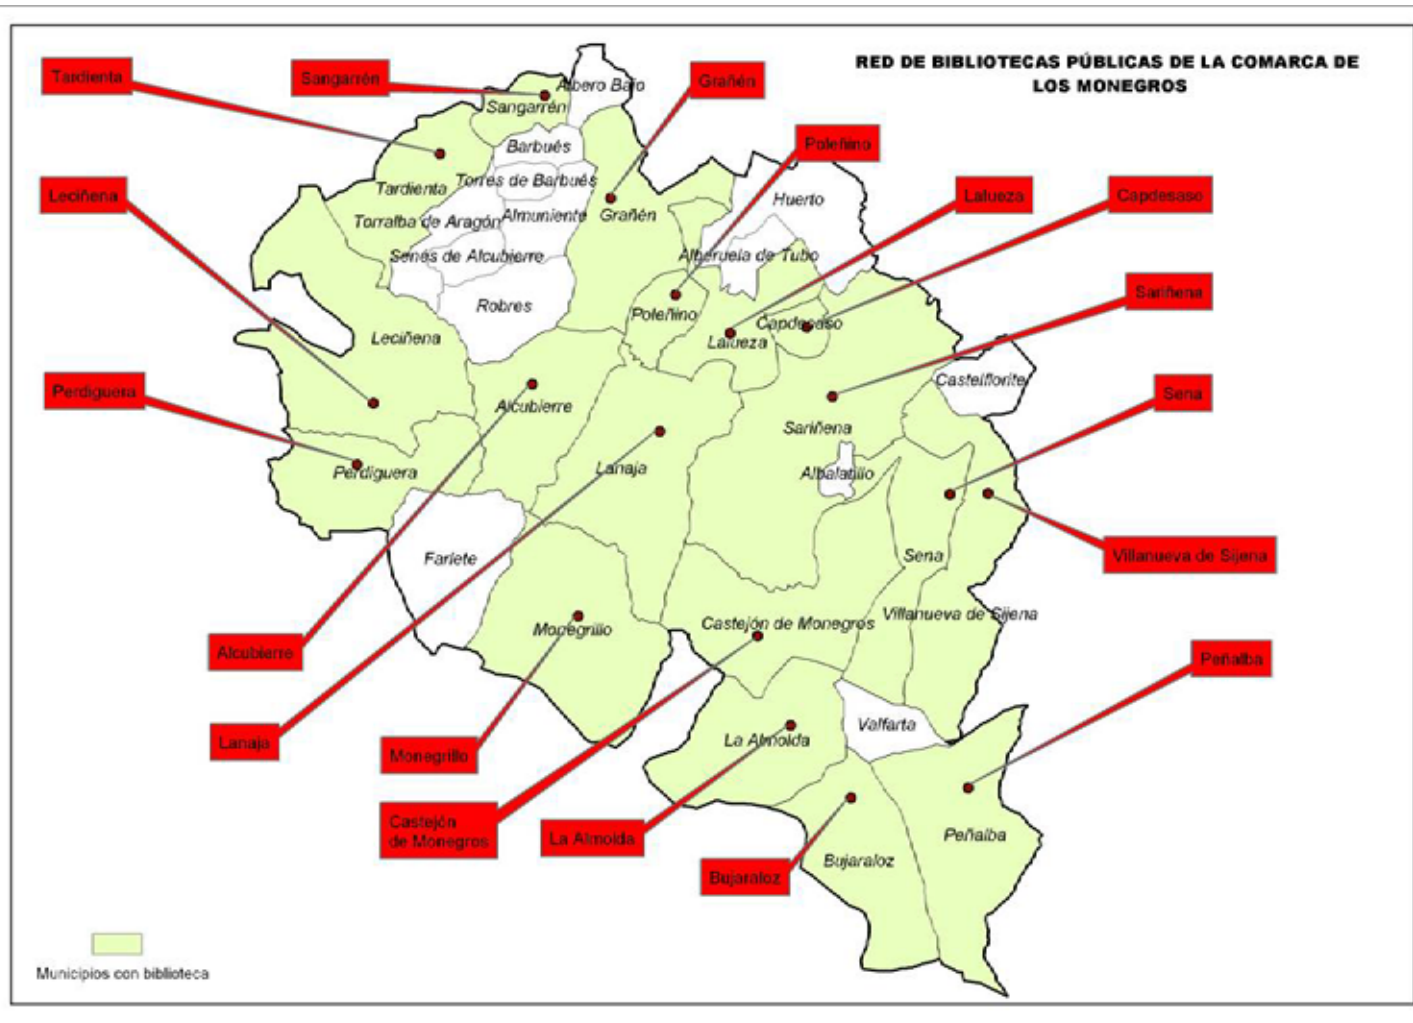 RED DE BIBLIOTECAS PÚBLICAS DE LA COMARCA DE
LOS MONEGROS
Tardienta
Sangarrén
Grañén
Poleñino
Leciñena
Lalueza
Capdesaso
Sariñena
Perdiguera
Sena
Villanueva de Sijena
Alcubierre
Peñalba
Lanaja
Monegrillo
Castejón
de Monegros
La Almolda
Bujaraloz
Albero Bajo
Sangarrén
Barbués
Torres de Barbués
Tardienta
Huerto
Torralba de Aragón
Almuniente
Grañén
Senés de Alcubierre
Alberuela de Tubo
Robres
Poleñino
Capdesaso
Leciñena
Lalueza
Castelflorite
Alcubierre
Sariñena
Perdiguera
Lanaja
Albalatillo
Farlete
Sena
Villanueva de Sijena
Monegrillo
Castejón de Monegros
Valfarta
La Almolda
Peñalba
Bujaraloz
Municipios con biblioteca